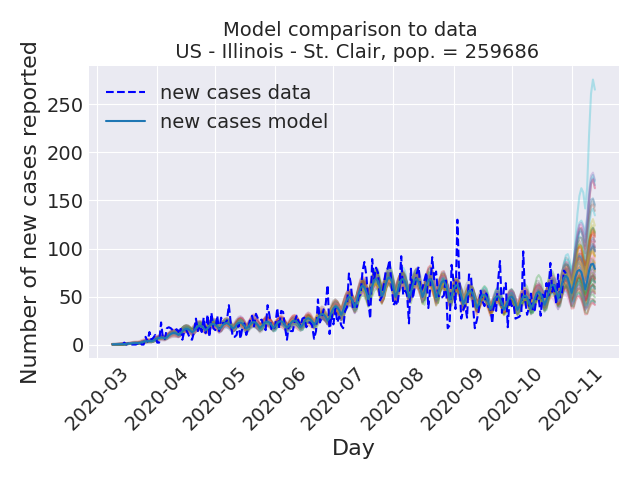 Model comparison to data
US - Illinois - St. Clair, pop. = 259686
new cases data
new cases model
Number of new cases reported
250
200
150
100
50
0
2020-03
2020-04
2020-05
2020-06
2020-07
2020-08
2020-09
2020-10
2020-11
Day